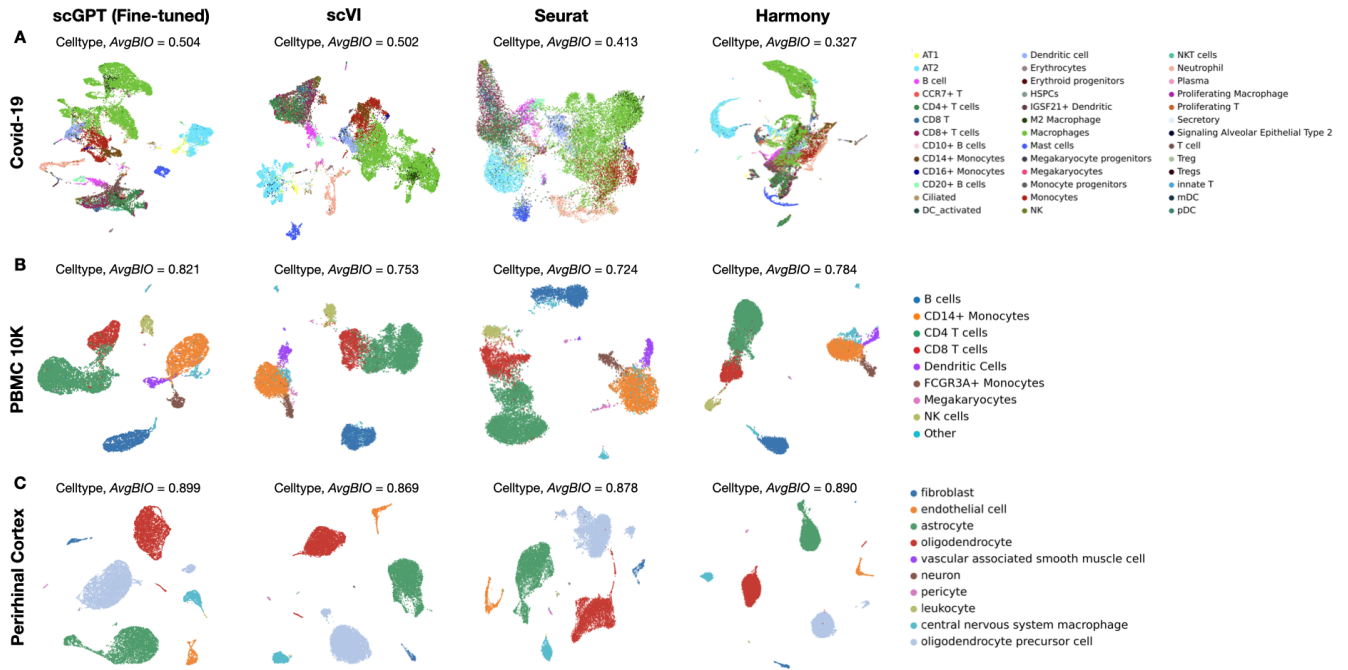 scGPT (Fine-tuned)
scVI
Seurat
Harmony
A
Covid-19
Celltype, AvgBIO = 0.504
Celltype, AvgBIO = 0.502
Celltype, AvgBIO = 0.413
Celltype, AvgBIO = 0.327
AT1
AT2
B cell
CCR7+ T
CD4+ T cells
CD8 T
CD8+ T cells
CD10+ B cells
CD14+ Monocytes
CD16+ Monocytes
CD20+ B cells
Ciliated
DC_activated
Dendritic cell
Erythrocytes
Erythroid progenitors
HSPCs
IGSF21+ Dendritic
M2 Macrophage
Macrophages
Mast cells
Megakaryocyte progenitors
Megakaryocytes
Monocyte progenitors
Monocytes
NK
NKT cells
Neutrophil
Plasma
Proliferating Macrophage
Proliferating T
Secretory
Signaling Alveolar Epithelial Type 2
T cell
Treg
Tregs
innate T
mDC
pDC
B
PBMC 10K
Celltype, AvgBIO = 0.821
Celltype, AvgBIO = 0.753
Celltype, AvgBIO = 0.724
Celltype, AvgBIO = 0.784
B cells
CD14+ Monocytes
CD4 T cells
CD8 T cells
Dendritic Cells
FCGR3A+ Monocytes
Megakaryocytes
NK cells
Other
C
Perirhinal Cortex
Celltype, AvgBIO = 0.899
Celltype, AvgBIO = 0.869
Celltype, AvgBIO = 0.878
Celltype, AvgBIO = 0.890
fibroblast
endothelial cell
astrocyte
oligodendrocyte
vascular associated smooth muscle cell
neuron
pericyte
leukocyte
central nervous system macrophage
oligodendrocyte precursor cell